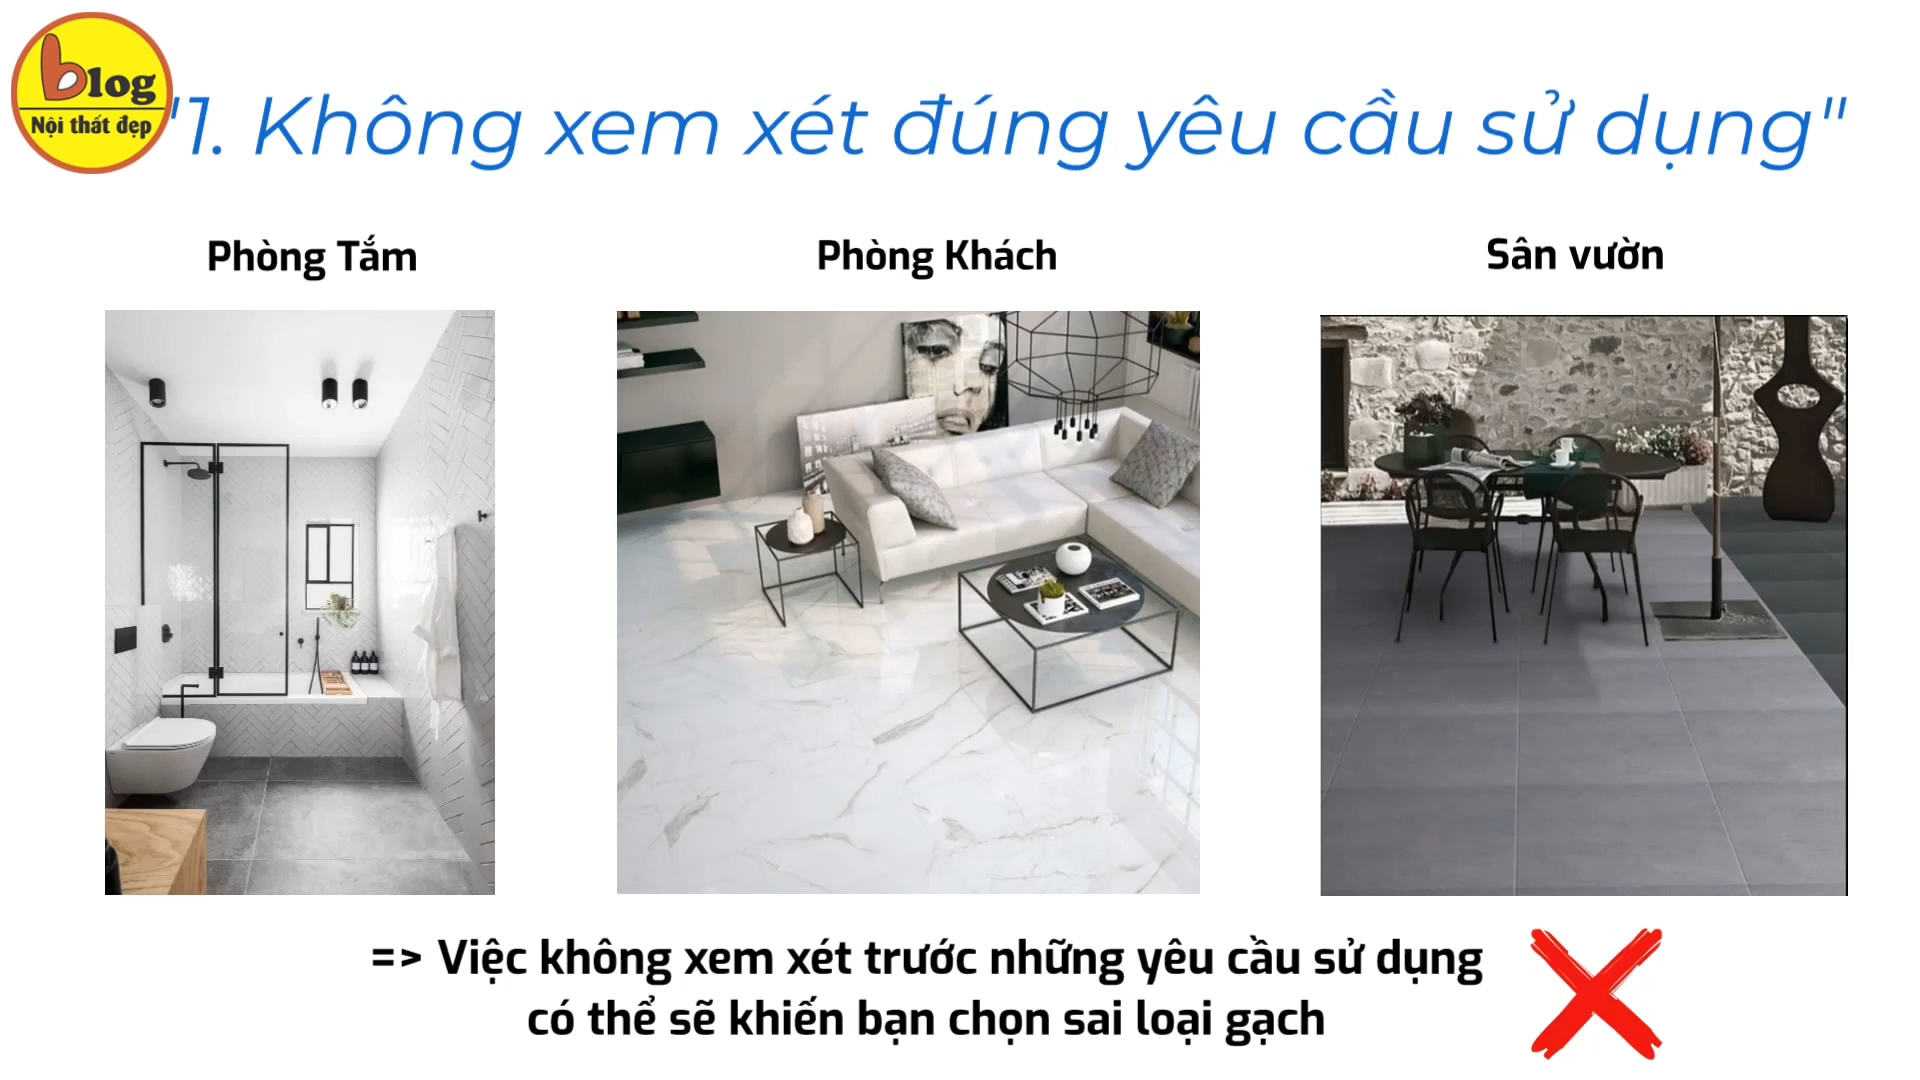 blog
Nội thất đẹp
"1. Không xem xét đúng yêu cầu sử dụng"
Phòng Tắm
Phòng Khách
Sân vườn
=> Việc không xem xét trước những yêu cầu sử dụng
có thể sẽ khiến bạn chọn sai loại gạch